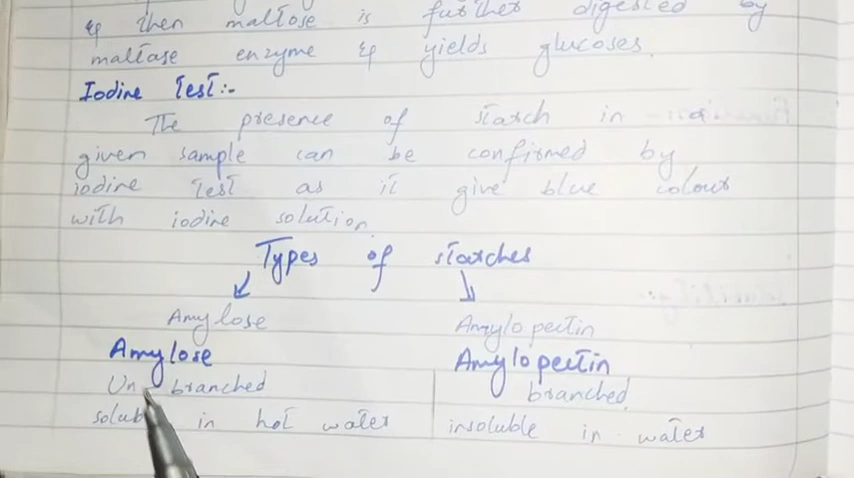 & then maltose is further digested by
maltase enzyme & yields glucoses.
Iodine Test:-
The presence of starch in a
given sample can be confirmed by
iodine test as it give blue colour
with iodine solution.
Types of starches
Amylose Amylopectin
Amylose Amylopectin
Un branched branched
soluble in hot water insoluble in water